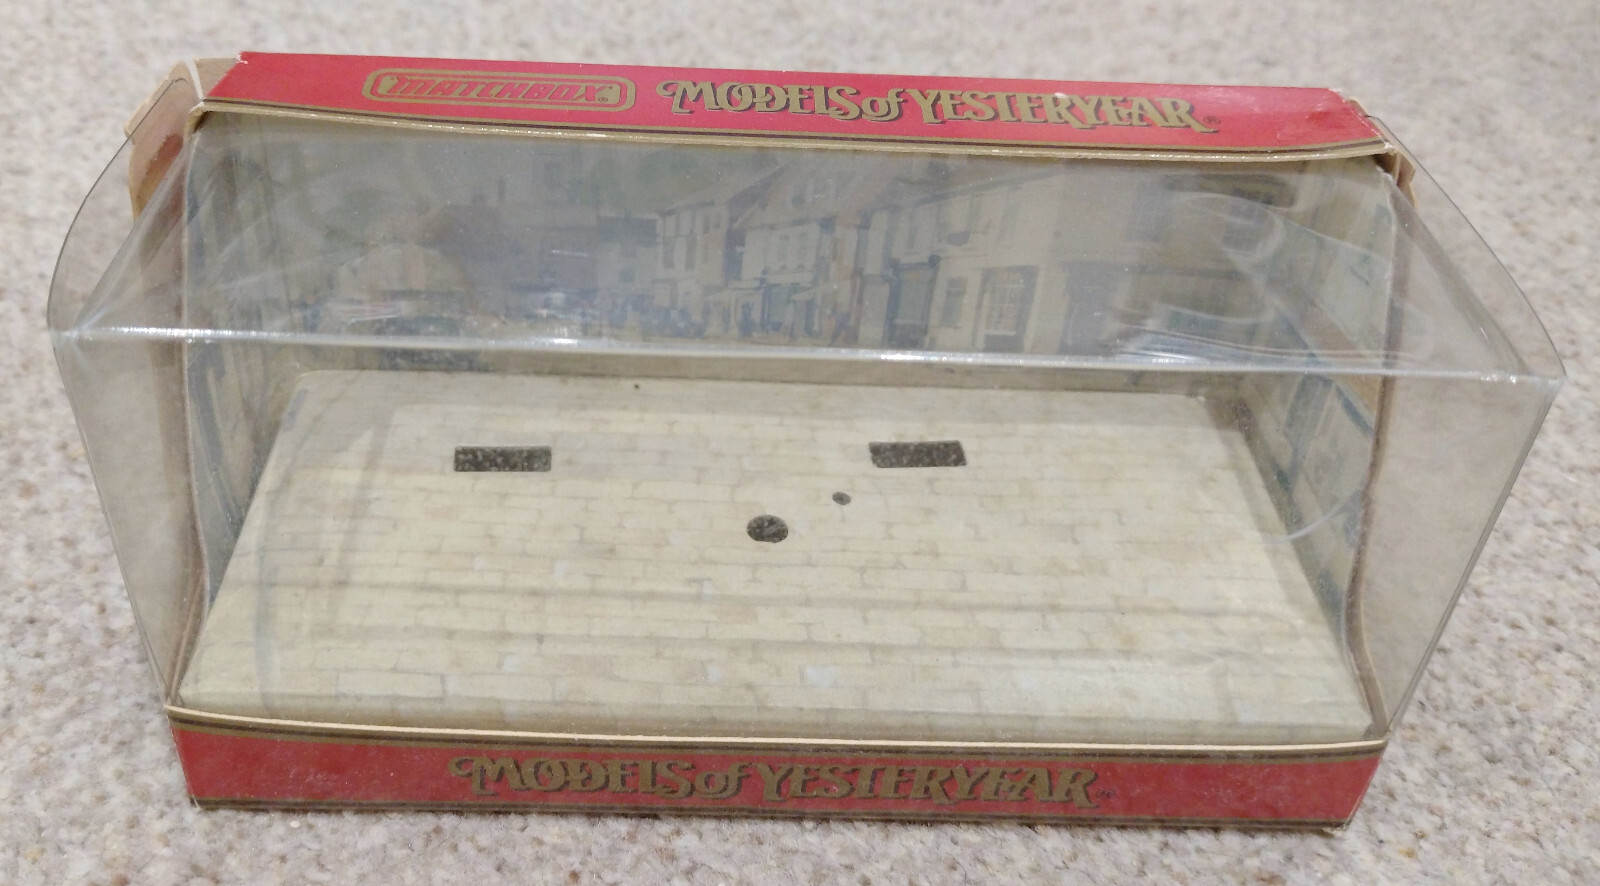 MATCHBOX® MODELS of YESTERYEAR®
MODELS of YESTERYEAR®